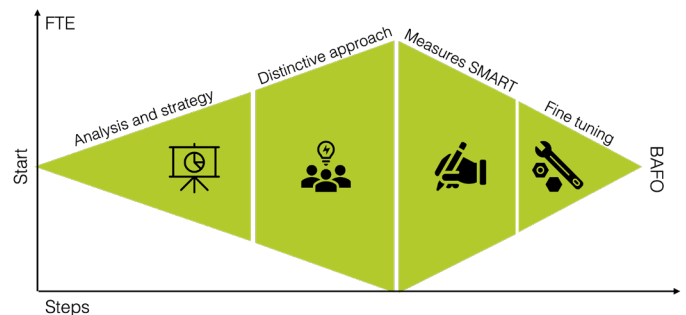 FTE
Analysis and strategy
Distinctive approach
Measures SMART
Fine tuning
Start
BAFO
Steps